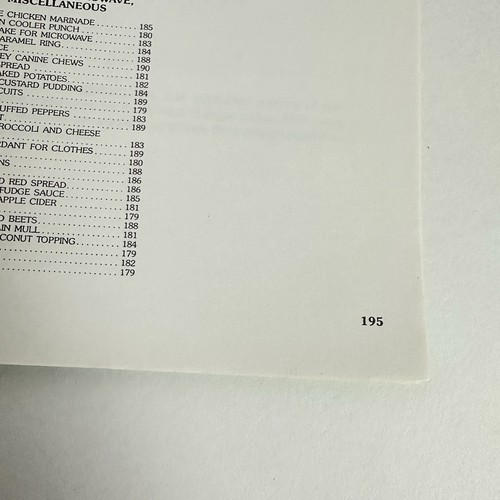 MISCELLANEOUS
E CHICKEN MARINADE........185
N COOLER PUNCH............180
AKE FOR MICROWAVE.......183
ARAMEL RING...............184
CE........................188
EY CANINE CHEWS..........190
SPREAD....................181
AKED POTATOES.............182
CUSTARD PUDDING..........184
CUITS.....................189
..........................179
UFFED PEPPERS.............183
T.........................189
ROCCOLI AND CHEESE
..........................183
RDANT FOR CLOTHES........189
..........................180
NS........................188
..........................186
D RED SPREAD..............186
FUDGE SAUCE...............185
APPLE CIDER...............181
..........................179
D BEETS...................188
IN MULL...................181
CONUT TOPPING.............184
..........................179
..........................182
..........................179
195